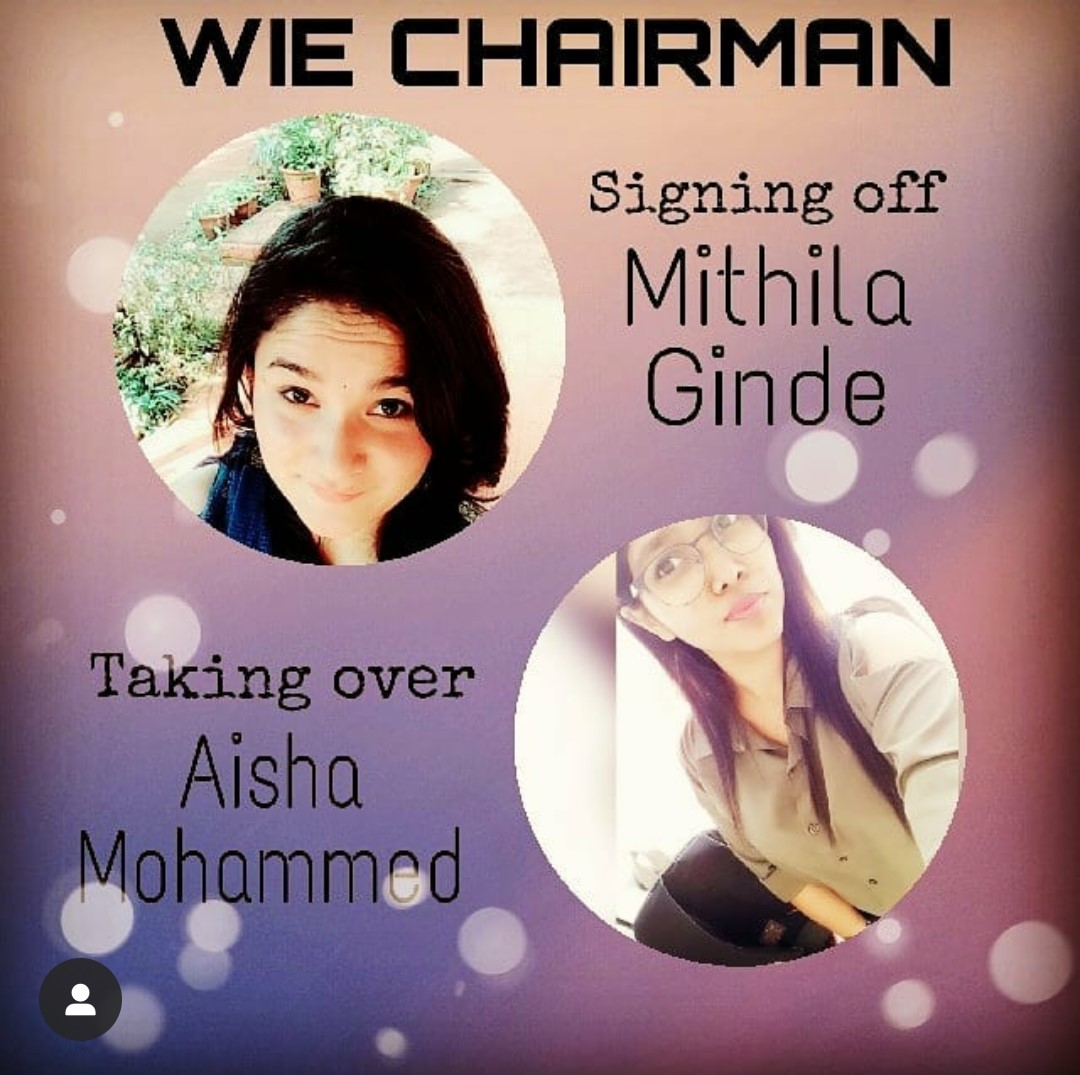 WIE CHAIRMAN
Signing off
Mithila
Ginde
Taking over
Aisha
Mohammed